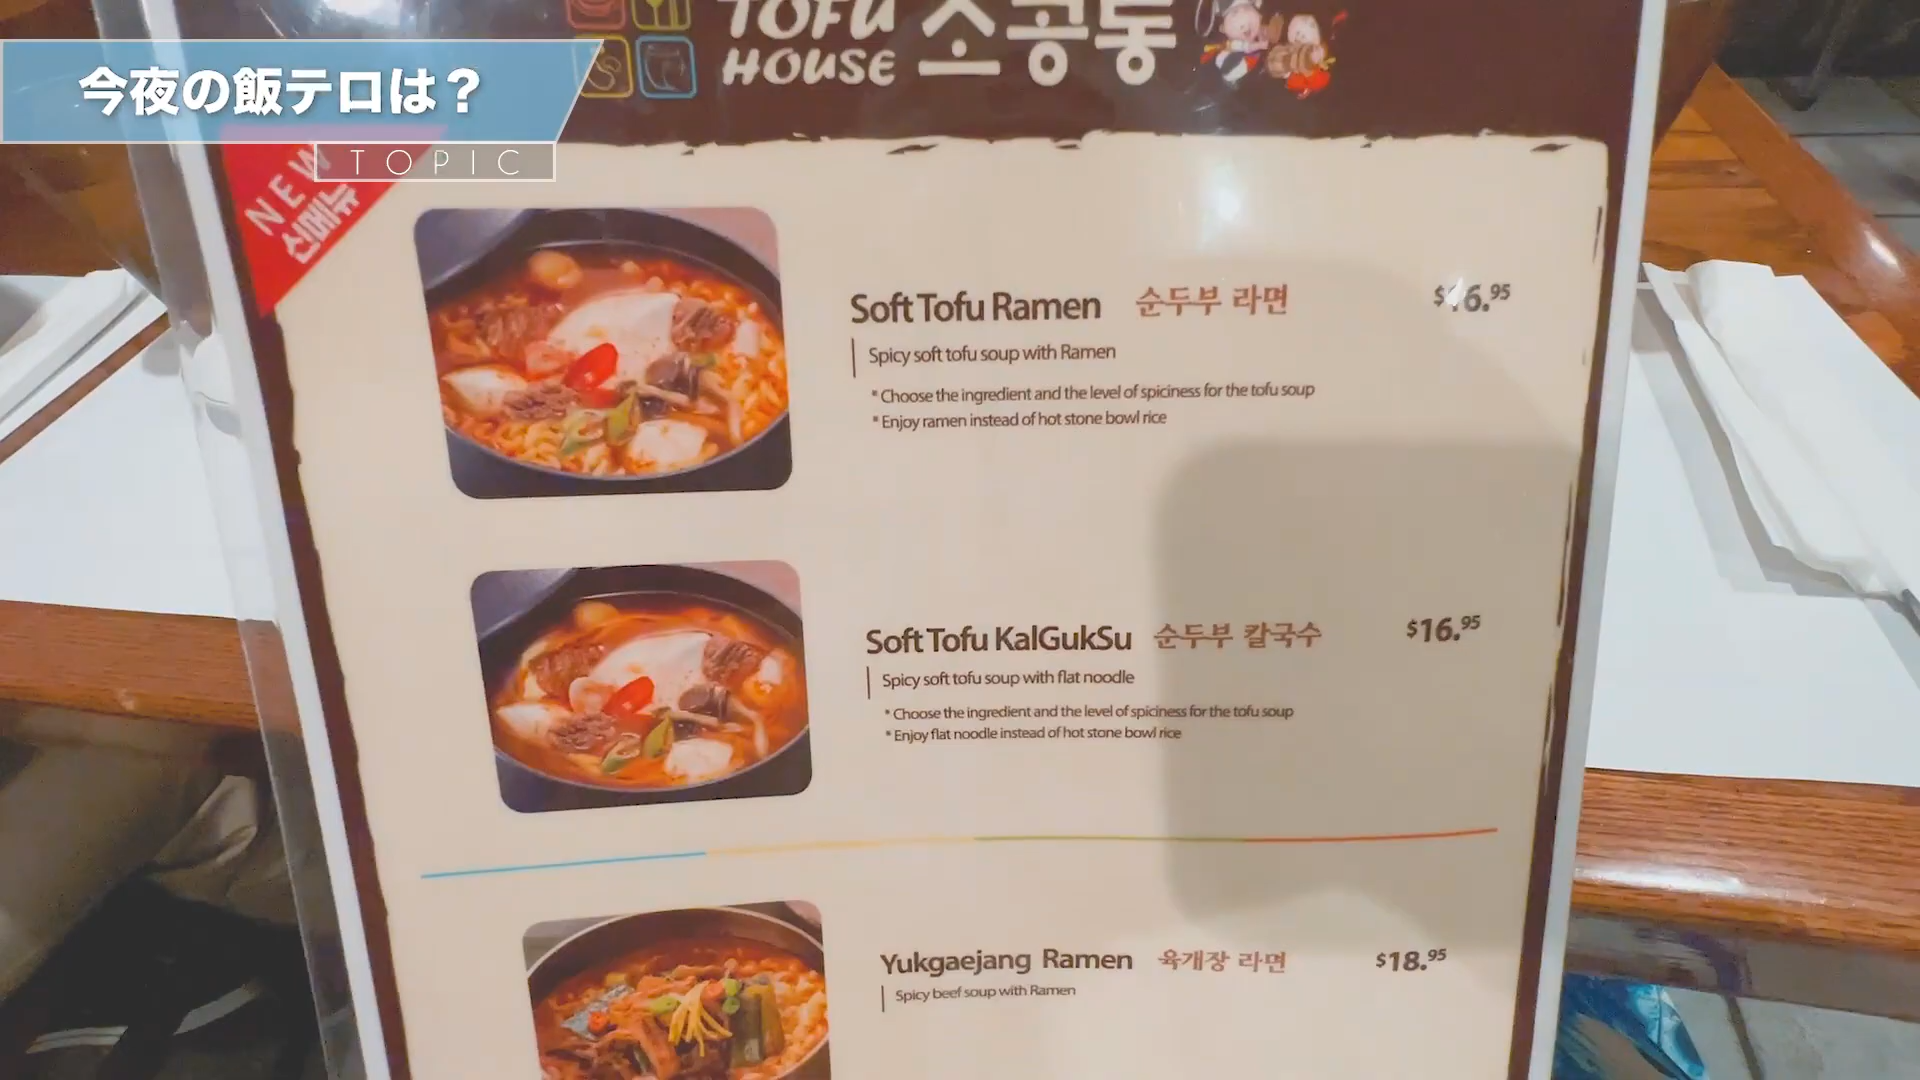 今夜の飯テロは？
TOPIC
TOFU
HOUSE 소공동
NEW
신메뉴
Soft Tofu Ramen 순두부 라면 $16.95
Spicy soft tofu soup with Ramen
* Choose the ingredient and the level of spiciness for the tofu soup
* Enjoy ramen instead of hot stone bowl rice
Soft Tofu KalGukSu 순두부 칼국수 $16.95
Spicy soft tofu soup with flat noodle
* Choose the ingredient and the level of spiciness for the tofu soup
* Enjoy flat noodle instead of hot stone bowl rice
Yukgaejang Ramen 육개장 라면 $18.95
Spicy beef soup with Ramen